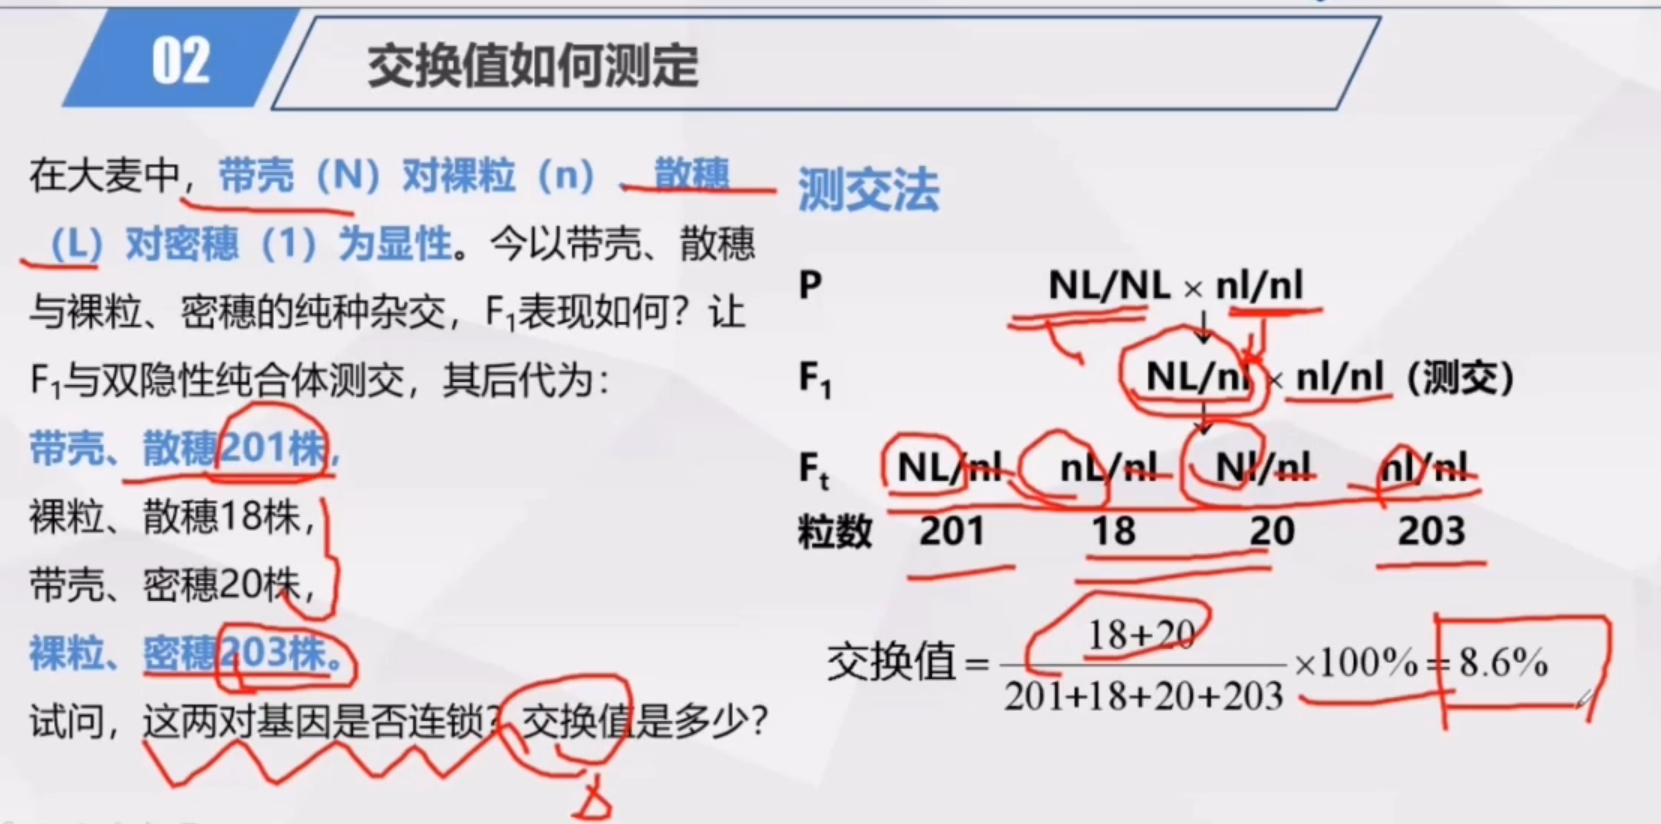 02
交换值如何测定
在大麦中，带壳（N）对裸粒（n）、散穗
（L）对密穗（1）为显性。今以带壳、散穗
与裸粒、密穗的纯种杂交，F₁表现如何？让
F₁与双隐性纯合体测交，其后代为：
带壳、散穗201株，
裸粒、散穗18株，
带壳、密穗20株，
裸粒、密穗203株。
试问，这两对基因是否连锁？交换值是多少？
测交法
P NL/NL × nl/nl
↓
F₁ NL/nl × nl/nl（测交）
↓
Fₜ NL/nl nL/nl Nl/nl nl/nl
粒数 201 18 20 203
18+20
交换值 = ×100% = 8.6%
201+18+20+203